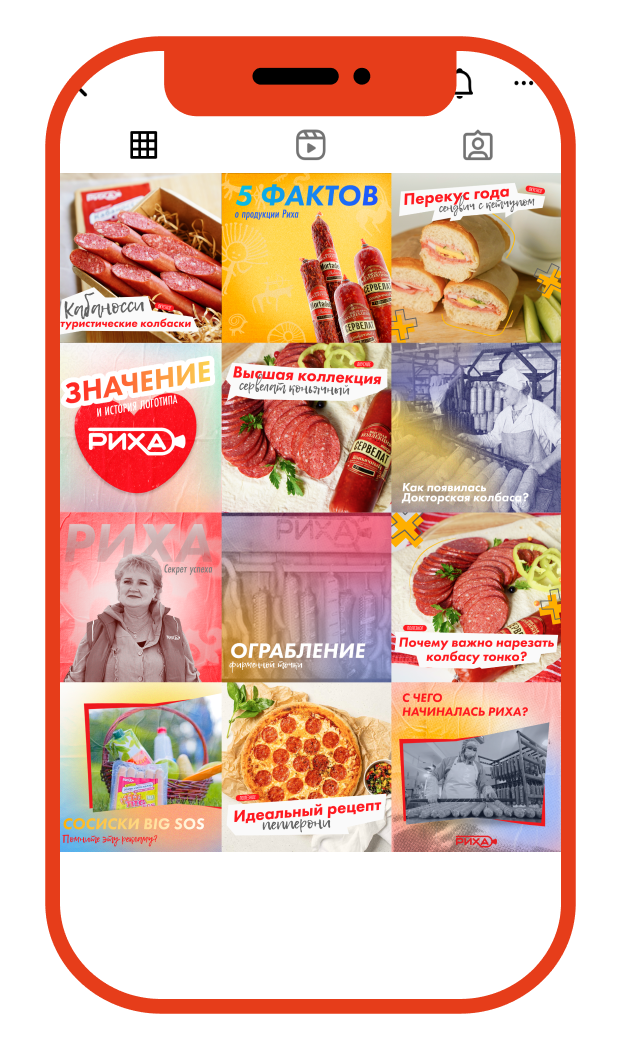 Кабаносси
туристические колбаски
5 ФАКТОВ
о продукции Риха
СЕРВЕЛАТ
Перекус года
сендвич с кетчупом
ЗНАЧЕНИЕ
И ИСТОРИЯ ЛОГОТИПА
РИХА
Высшая коллекция
сервелат коньячный
СЕРВЕЛАТ
Как появилась
Докторская колбаса?
РИХА
Секрет успеха
РИХА
ОГРАБЛЕНИЕ
фирменной точки
Почему важно нарезать
колбасу тонко?
СОСИСКИ BIG SOS
Помните эту рекламу?
Идеальный рецепт
пепперони
С ЧЕГО
НАЧИНАЛАСЬ РИХА?
РИХА